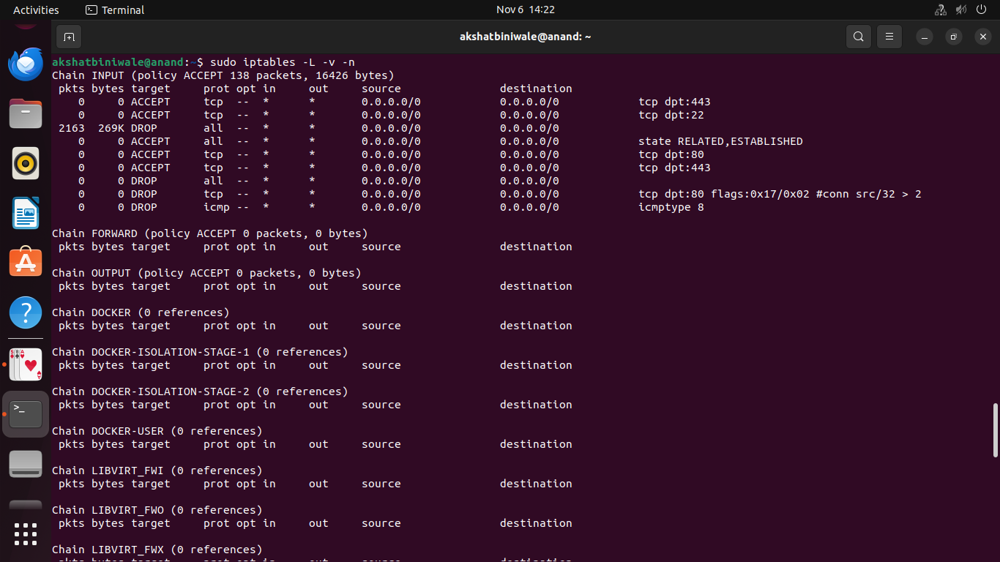 Activities Terminal Nov 6 14:22
akshatbiniwale@anand: ~
akshatbiniwale@anand:~$ sudo iptables -L -v -n
Chain INPUT (policy ACCEPT 138 packets, 16426 bytes)
 pkts bytes target     prot opt in     out     source               destination
    0     0 ACCEPT     tcp  --  *      *       0.0.0.0/0            0.0.0.0/0            tcp dpt:443
    0     0 ACCEPT     tcp  --  *      *       0.0.0.0/0            0.0.0.0/0            tcp dpt:22
 2163  269K DROP       all  --  *      *       0.0.0.0/0            0.0.0.0/0
    0     0 ACCEPT     all  --  *      *       0.0.0.0/0            0.0.0.0/0            state RELATED,ESTABLISHED
    0     0 ACCEPT     tcp  --  *      *       0.0.0.0/0            0.0.0.0/0            tcp dpt:80
    0     0 ACCEPT     tcp  --  *      *       0.0.0.0/0            0.0.0.0/0            tcp dpt:443
    0     0 DROP       all  --  *      *       0.0.0.0/0            0.0.0.0/0
    0     0 DROP       tcp  --  *      *       0.0.0.0/0            0.0.0.0/0            tcp dpt:80 flags:0x17/0x02 #conn src/32 > 2
    0     0 DROP       icmp --  *      *       0.0.0.0/0            0.0.0.0/0            icmptype 8
Chain FORWARD (policy ACCEPT 0 packets, 0 bytes)
 pkts bytes target     prot opt in     out     source               destination
Chain OUTPUT (policy ACCEPT 0 packets, 0 bytes)
 pkts bytes target     prot opt in     out     source               destination
Chain DOCKER (0 references)
 pkts bytes target     prot opt in     out     source               destination
Chain DOCKER-ISOLATION-STAGE-1 (0 references)
 pkts bytes target     prot opt in     out     source               destination
Chain DOCKER-ISOLATION-STAGE-2 (0 references)
 pkts bytes target     prot opt in     out     source               destination
Chain DOCKER-USER (0 references)
 pkts bytes target     prot opt in     out     source               destination
Chain LIBVIRT_FWI (0 references)
 pkts bytes target     prot opt in     out     source               destination
Chain LIBVIRT_FWO (0 references)
 pkts bytes target     prot opt in     out     source               destination
Chain LIBVIRT_FWX (0 references)